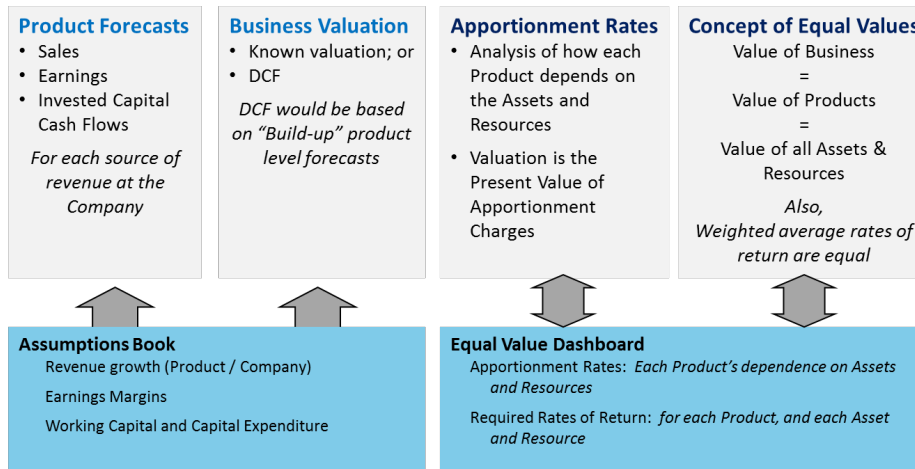 Product Forecasts
• Sales
• Earnings
• Invested Capital
Cash Flows
For each source of
revenue at the
Company
Business Valuation
• Known valuation; or
• DCF
DCF would be based
on “Build-up” product
level forecasts
Apportionment Rates
• Analysis of how each
Product depends on
the Assets and
Resources
• Valuation is the
Present Value of
Apportionment
Charges
Concept of Equal Values
Value of Business
=
Value of Products
=
Value of all Assets &
Resources
Also,
Weighted average rates of
return are equal
Assumptions Book
Revenue growth (Product / Company)
Earnings Margins
Working Capital and Capital Expenditure
Equal Value Dashboard
Apportionment Rates: Each Product’s dependence on Assets
and Resources
Required Rates of Return: for each Product, and each Asset
and Resource